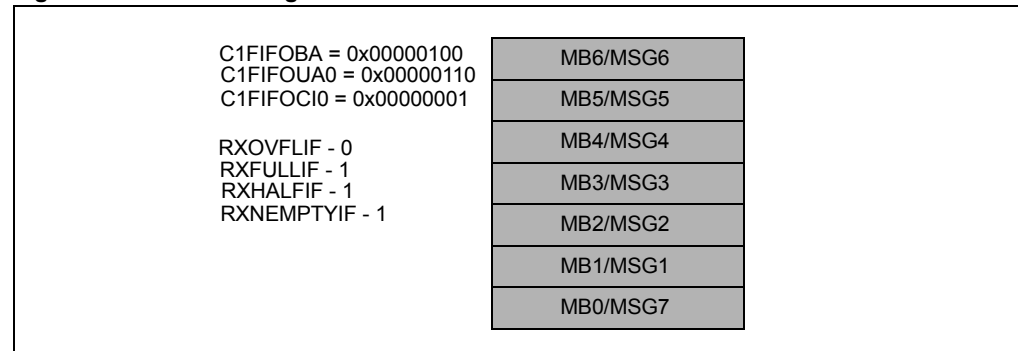 C1FIFOBA = 0x00000100
C1FIFOUA0 = 0x00000110
C1FIFOCI0 = 0x00000001
RXOVFLIF - 0
RXFULLIF - 1
RXHALFIF - 1
RXNEMPTYIF - 1
MB6/MSG6
MB5/MSG5
MB4/MSG4
MB3/MSG3
MB2/MSG2
MB1/MSG1
MB0/MSG7